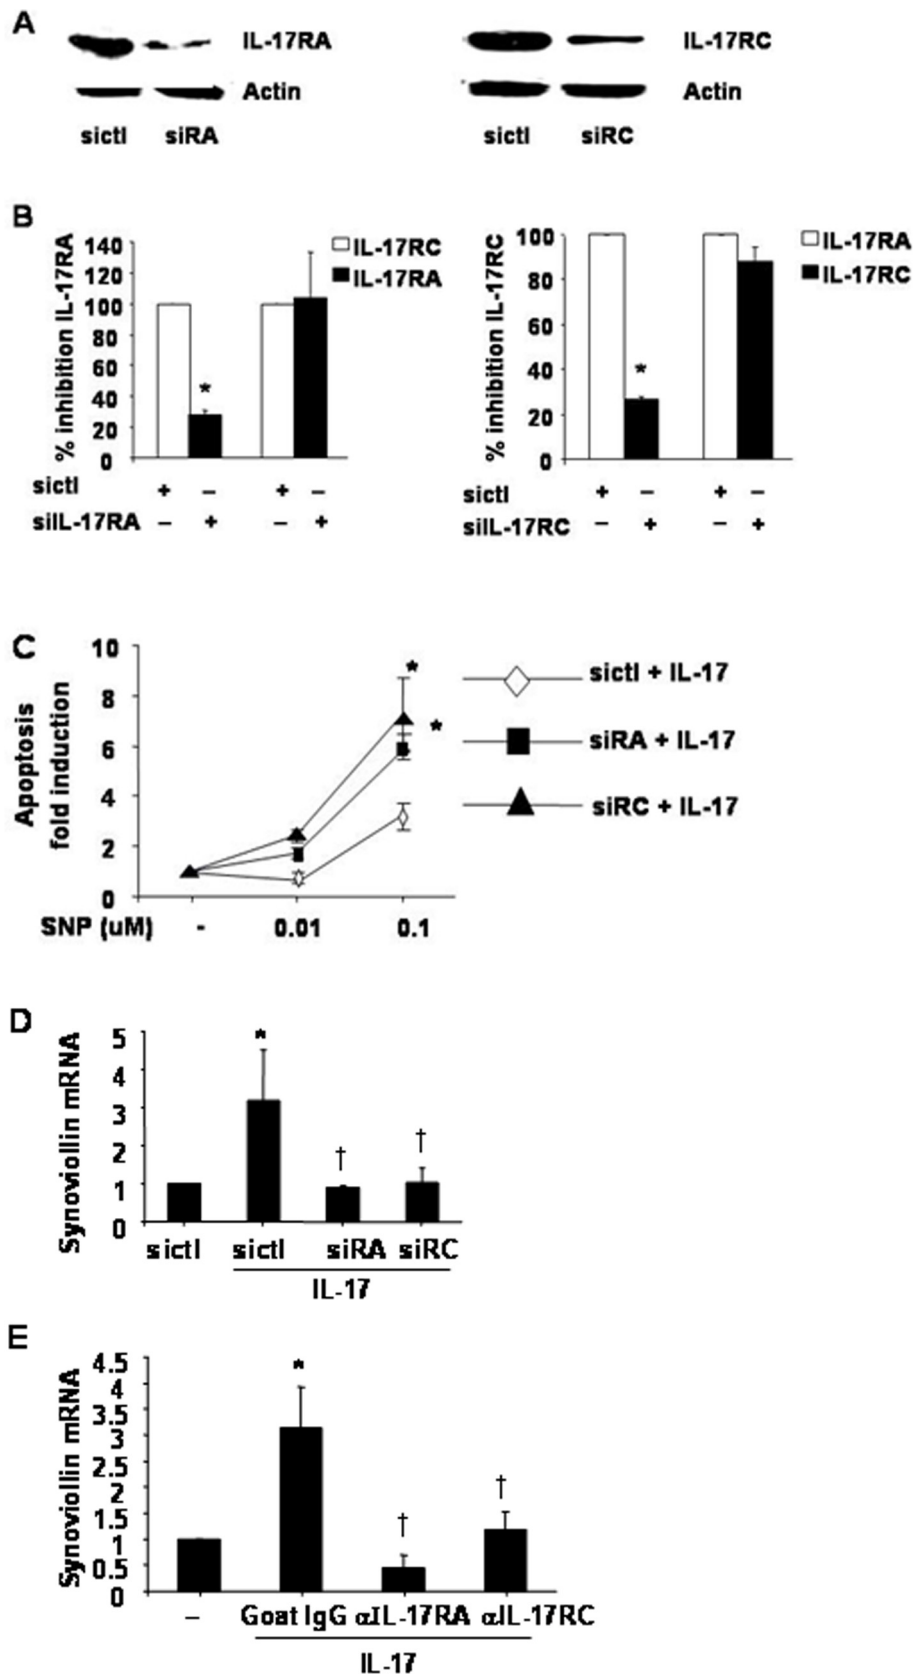 A
IL-17RA
IL-17RC
Actin
Actin
sictl siRA
sictl siRC
B
% inhibition IL-17RA
140
120
100
80
60
40
20
0
IL-17RC
IL-17RA
*
sictl + – + –
siIL-17RA – + – +
% inhibition IL-17RC
100
80
60
40
20
0
IL-17RA
IL-17RC
*
sictl + – + –
siIL-17RC – + – +
C
Apoptosis
fold induction
10
8
6
4
2
0
*
*
sictl + IL-17
siRA + IL-17
siRC + IL-17
SNP (uM) - 0.01 0.1
D
Synoviollin mRNA
5
4
3
2
1
0
*
† †
sictl sictl siRA siRC
IL-17
E
Synoviollin mRNA
4.5
4
3.5
3
2.5
2
1.5
1
0.5
0
*
† †
– Goat IgG αIL-17RA αIL-17RC
IL-17